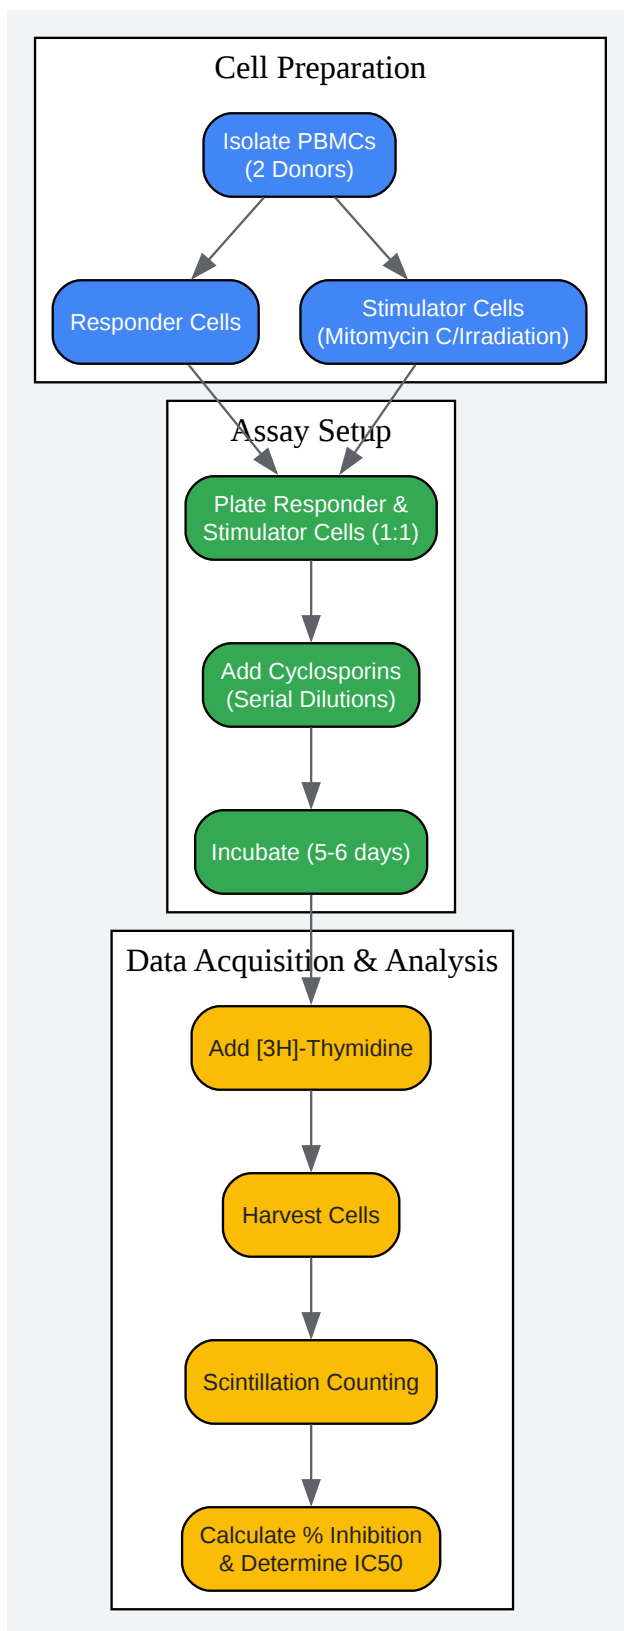 Cell Preparation
Isolate PBMCs
(2 Donors)
Responder Cells
Stimulator Cells
(Mitomycin C/Irradiation)
Assay Setup
Plate Responder &
Stimulator Cells (1:1)
Add Cyclosporins
(Serial Dilutions)
Incubate (5-6 days)
Data Acquisition & Analysis
Add [3H]-Thymidine
Harvest Cells
Scintillation Counting
Calculate % Inhibition
& Determine IC50